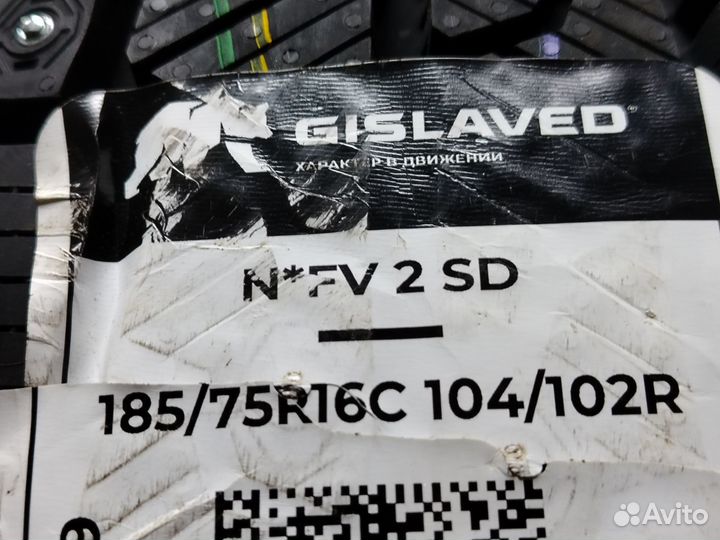 GISLAVED®
ХАРАКТЕР В ДВИЖЕНИИ
N*FV 2 SD
185/75R16C 104/102R
Avito